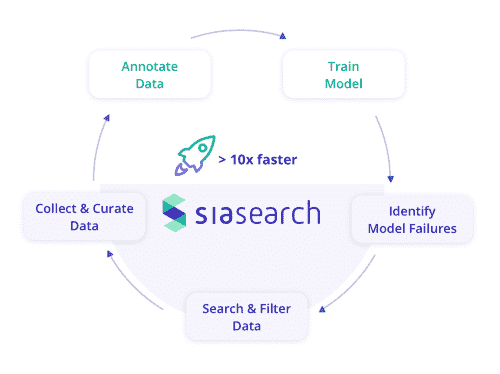 Annotate
Data
Train
Model
> 10x faster
Collect & Curate
Data
siasearch
Identify
Model Failures
Search & Filter
Data